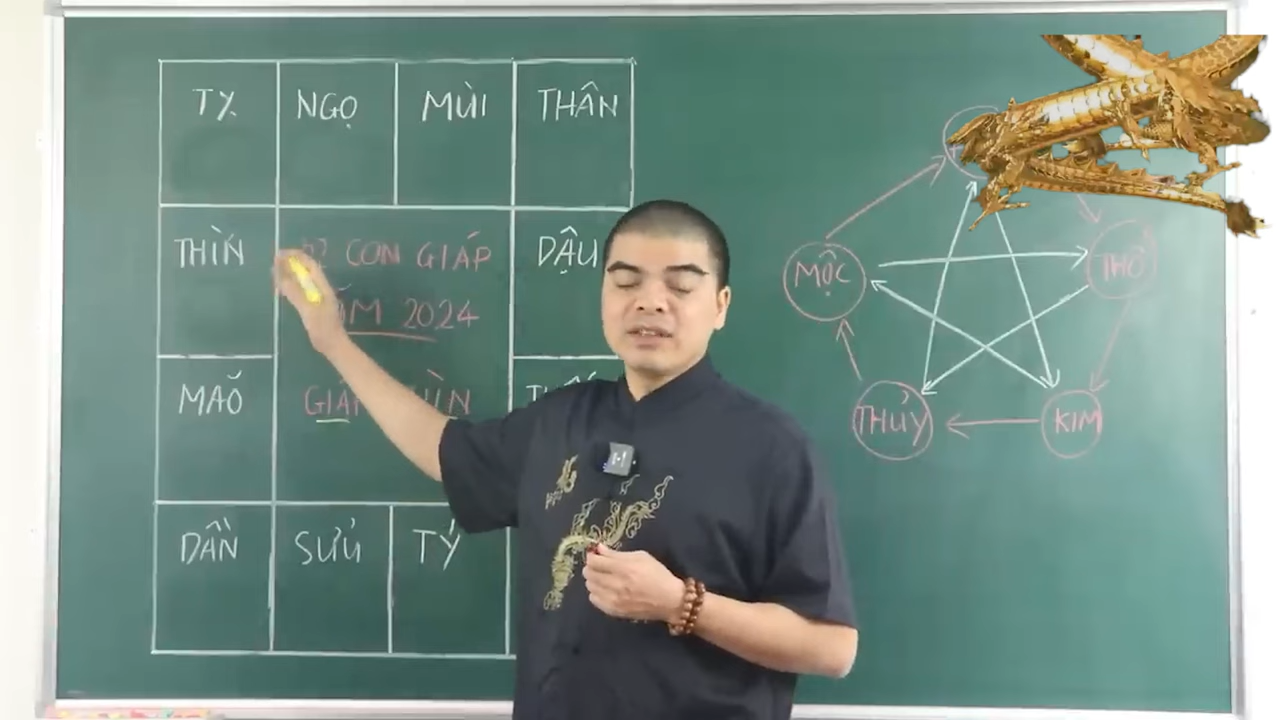 TỴ NGỌ MÙI THÂN
THÌN
CON GIÁP
DẬU
2024
MÃO
DẦN SỬU TÝ
MỘC
THỔ
THỦY
KIM